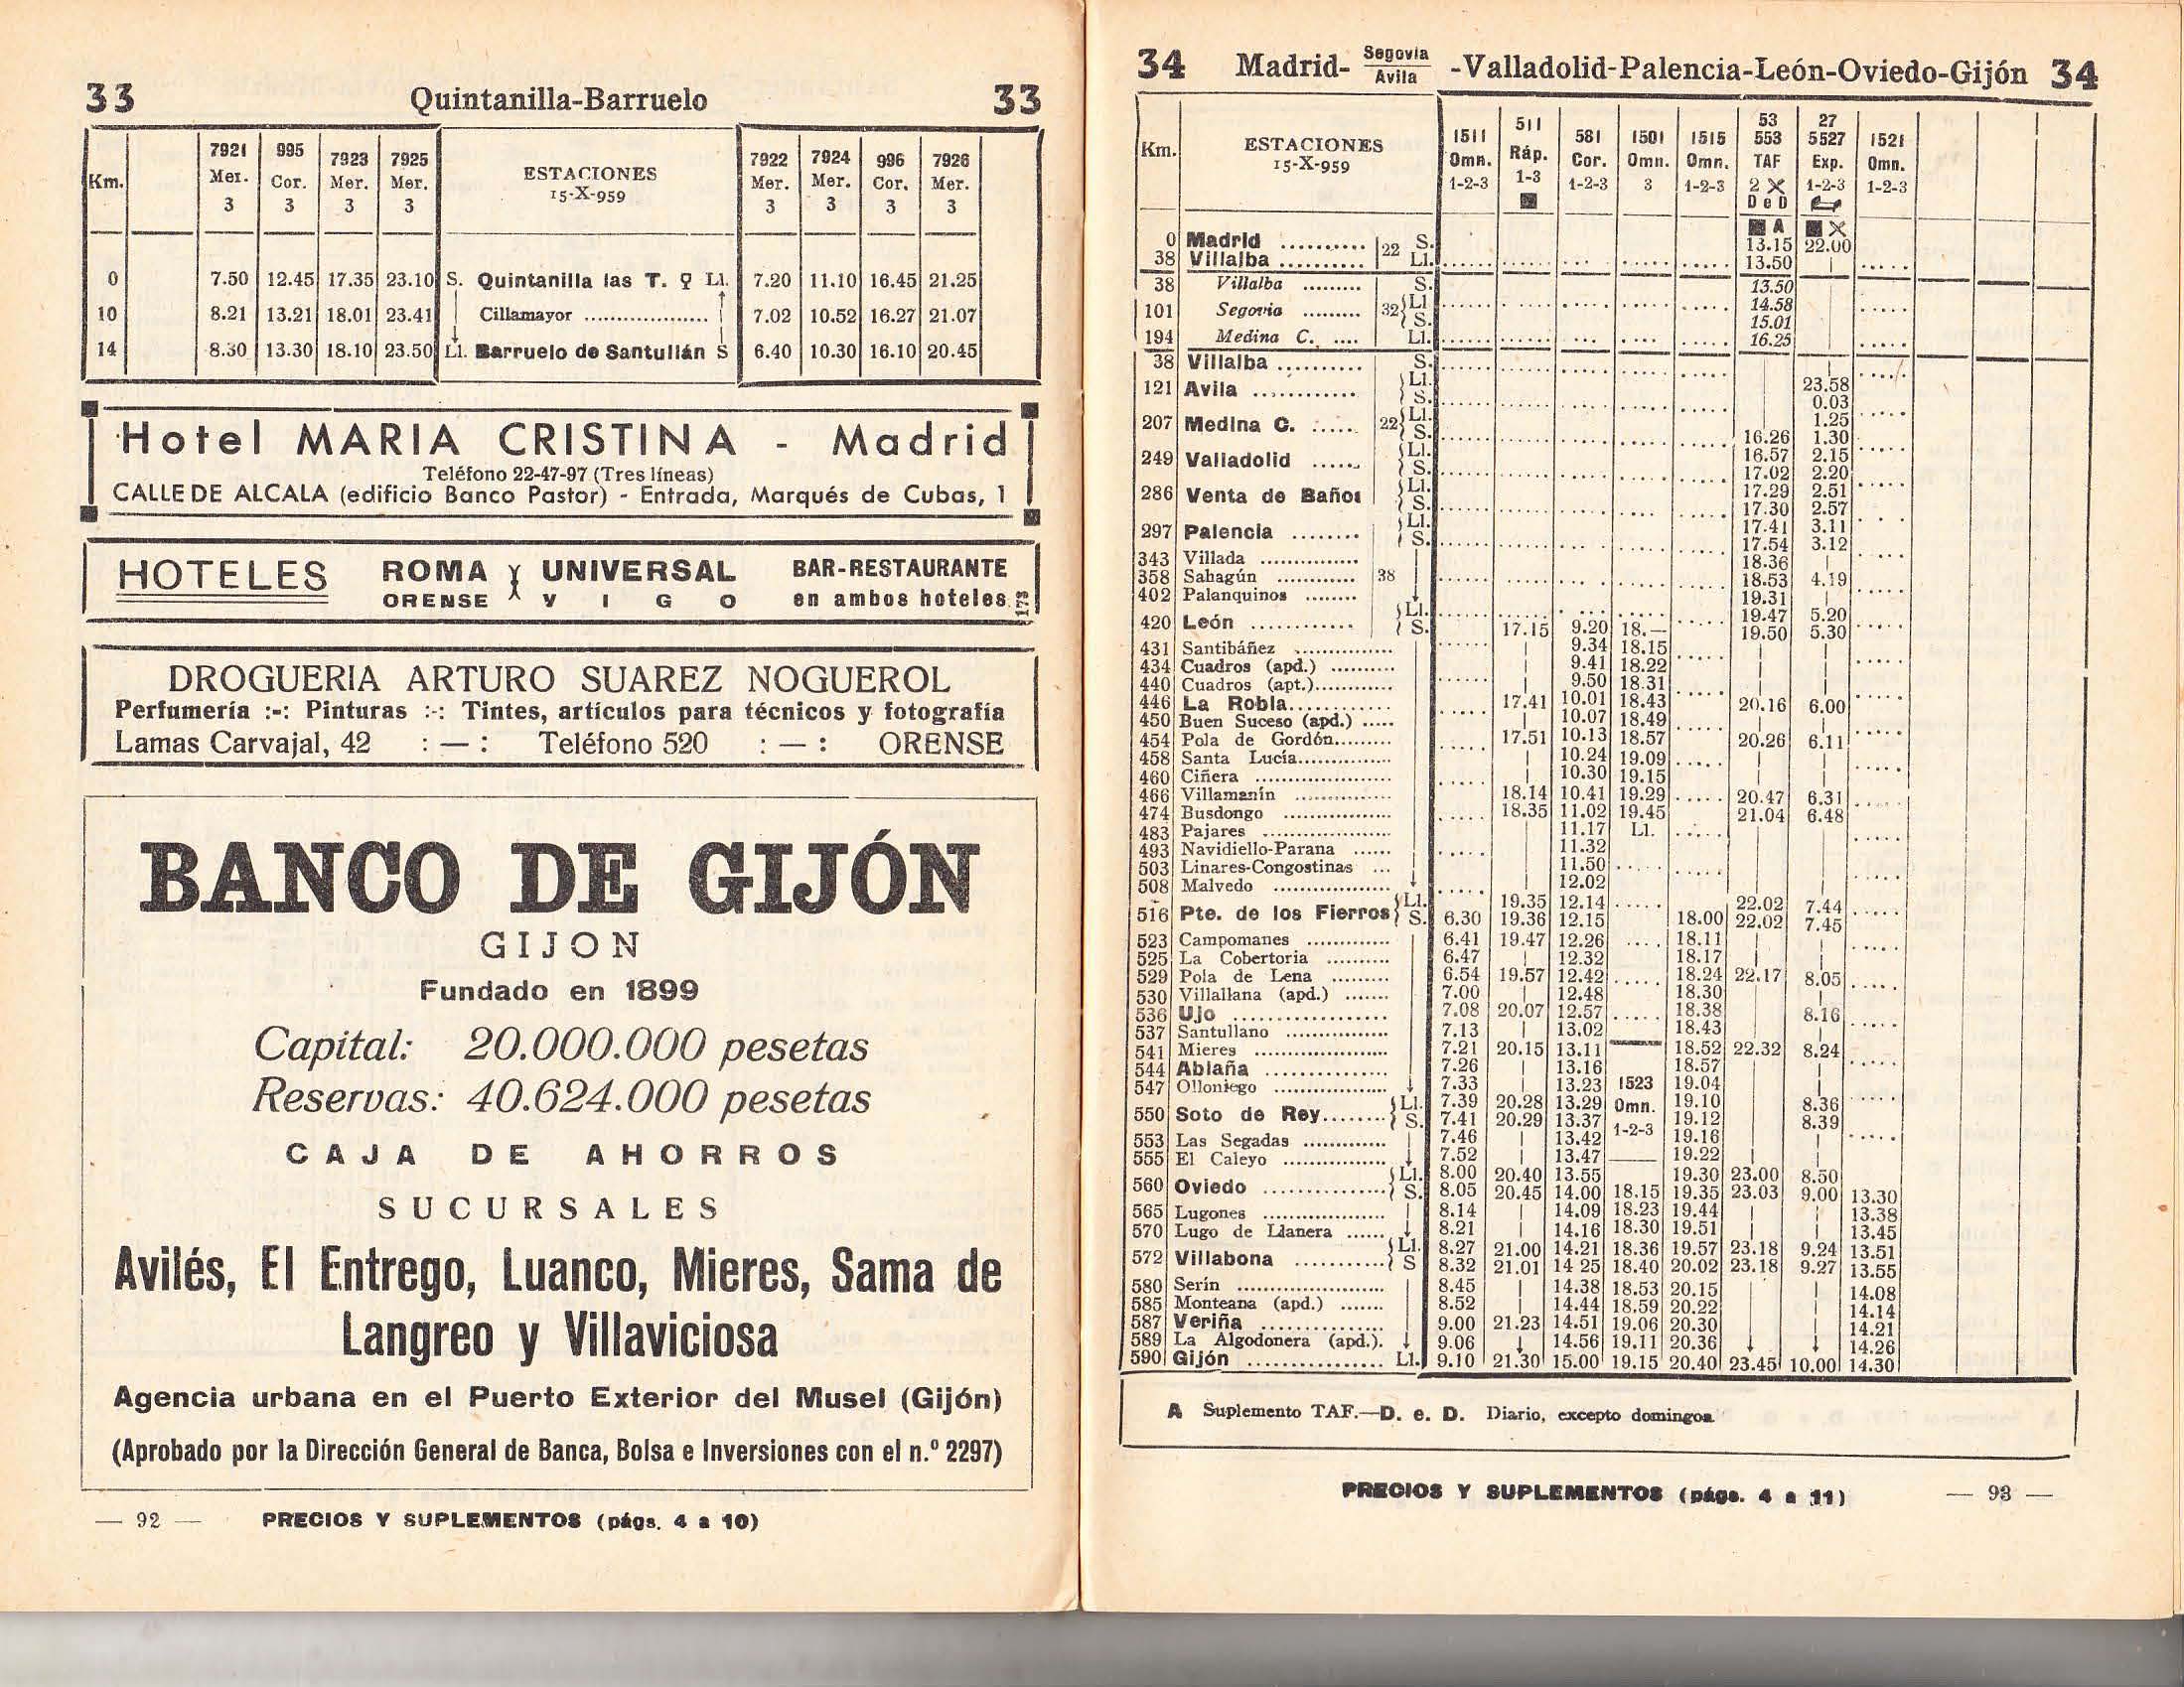 33 Quintanilla-Barruelo 33
Km. 7921 Mer. 3 995 Cor. 3 7923 Mer. 3 7925 Mer. 3 ESTACIONES 15-X-959 7922 Mer. 3 7924 Mer. 3 996 Cor. 3 7926 Mer. 3
0 7.50 12.45 17.35 23.10 S. Quintanilla las T. Ll. 7.20 11.10 16.45 21.25
10 8.21 13.21 18.01 23.41 Cillamayor 7.02 10.52 16.27 21.07
14 8.30 13.30 18.10 23.50 Ll. Barruelo de Santullán S 6.40 10.30 16.10 20.45
Hotel MARIA CRISTINA - Madrid
Teléfono 22-47-97 (Tres líneas)
CALLE DE ALCALA (edificio Banco Pastor) - Entrada, Marqués de Cubas, 1
HOTELES ROMA Y UNIVERSAL BAR-RESTAURANTE
ORENSE VIGO en ambos hoteles 173
DROGUERIA ARTURO SUAREZ NOGUEROL
Perfumería :-: Pinturas :-: Tintes, artículos para técnicos y fotografía
Lamas Carvajal, 42 :—: Teléfono 520 :—: ORENSE
BANCO DE GIJÓN
GIJON
Fundado en 1899
Capital: 20.000.000 pesetas
Reservas: 40.624.000 pesetas
CAJA DE AHORROS
SUCURSALES
Avilés, El Entrego, Luanco, Mieres, Sama de
Langreo y Villaviciosa
Agencia urbana en el Puerto Exterior del Musel (Gijón)
(Aprobado por la Dirección General de Banca, Bolsa e Inversiones con el n.º 2297)
— 92 — PRECIOS Y SUPLEMENTOS (págs. 4 a 10)
34 Madrid- Segovia / Avila -Valladolid-Palencia-León-Oviedo-Gijón 34
Km. ESTACIONES 15-X-959
1511 Omn. 1-2-3
511 Ráp. 1-3 ■
581 Cor. 1-2-3
1501 Omn. 3
1515 Omn. 1-2-3
53 553 TAF 2 D e D ■ A
27 5527 Exp. 1-2-3 ■
1521 Omn. 1-2-3
0 Madrid 22 S. 13.15 22.00
38 Villalba Ll. 13.50
38 Villalba S. 13.50
101 Segovia 32 Ll. 14.58
S. 15.01
194 Medina C. Ll. 16.25
38 Villalba S.
121 Avila Ll. 23.58
S. 0.03
207 Medina C. 22 Ll. 1.25
S. 16.26 1.30
249 Valladolid Ll. 16.57 2.15
S. 17.02 2.20
286 Venta de Baños Ll. 17.29 2.51
S. 17.30 2.57
297 Palencia Ll. 17.41 3.11
S. 17.54 3.12
343 Villada 18.36
358 Sahagún 38 18.53 4.19
402 Palanquinos 19.31
420 León Ll. 19.47 5.20
S. 17.15 9.20 18.— 19.50 5.30
431 Santibáñez 9.34 18.15
434 Cuadros (apd.) 9.41 18.22
440 Cuadros (apt.) 9.50 18.31
446 La Robla 17.41 10.01 18.43 20.16 6.00
450 Buen Suceso (apd.) 10.07 18.49
454 Pola de Gordón 17.51 10.13 18.57 20.26 6.11
458 Santa Lucía 10.24 19.09
460 Ciñera 10.30 19.15
466 Villamanín 18.14 10.41 19.29 20.47 6.31
474 Busdongo 18.35 11.02 19.45 21.04 6.48
483 Pajares 11.17 Ll.
493 Navidiello-Parana 11.32
503 Linares-Congostinas 11.50
508 Malvedo 12.02
516 Pte. de los Fierros Ll. 19.35 12.14 22.02 7.44
S. 6.30 19.36 12.15 18.00 22.02 7.45
523 Campomanes 6.41 19.47 12.26 18.11
525 La Cobertoria 6.47 12.32 18.17
529 Pola de Lena 6.54 19.57 12.42 18.24 22.17 8.05
530 Villallana (apd.) 7.00 12.48 18.30
536 Ujo 7.08 20.07 12.57 18.38 8.16
537 Santullano 7.13 13.02 18.43
541 Mieres 7.21 20.15 13.11 18.52 22.32 8.24
544 Ablaña 7.26 13.16 18.57
547 Olloniego 7.33 13.23 1523 19.04
550 Soto de Rey Ll. 7.39 20.28 13.29 Omn. 19.10 8.36
S. 7.41 20.29 13.37 19.12 8.39
553 Las Segadas 7.46 13.42 1-2-3 19.16
555 El Caleyo 7.52 13.47 19.22
560 Oviedo Ll. 8.00 20.40 13.55 19.30 23.00 8.50
S. 8.05 20.45 14.00 18.15 19.35 23.03 9.00 13.30
565 Lugones 8.14 14.09 18.23 19.44 13.38
570 Lugo de Llanera 8.21 14.16 18.30 19.51 13.45
572 Villabona Ll. 8.27 21.00 14.21 18.36 19.57 23.18 9.24 13.51
S 8.32 21.01 14 25 18.40 20.02 23.18 9.27 13.55
580 Serín 8.45 14.38 18.53 20.15 14.08
585 Monteana (apd.) 8.52 14.44 18.59 20.22 14.14
587 Veriña 9.00 21.23 14.51 19.06 20.30 14.21
589 La Algodonera (apd.). 9.06 14.56 19.11 20.36 14.26
590 Gijón Ll. 9.10 21.30 15.00 19.15 20.40 23.45 10.00 14.30
A Suplemento TAF.—D. e. D. Diario, excepto domingos
PRECIOS Y SUPLEMENTOS (págs. 4 a 11) — 93 —